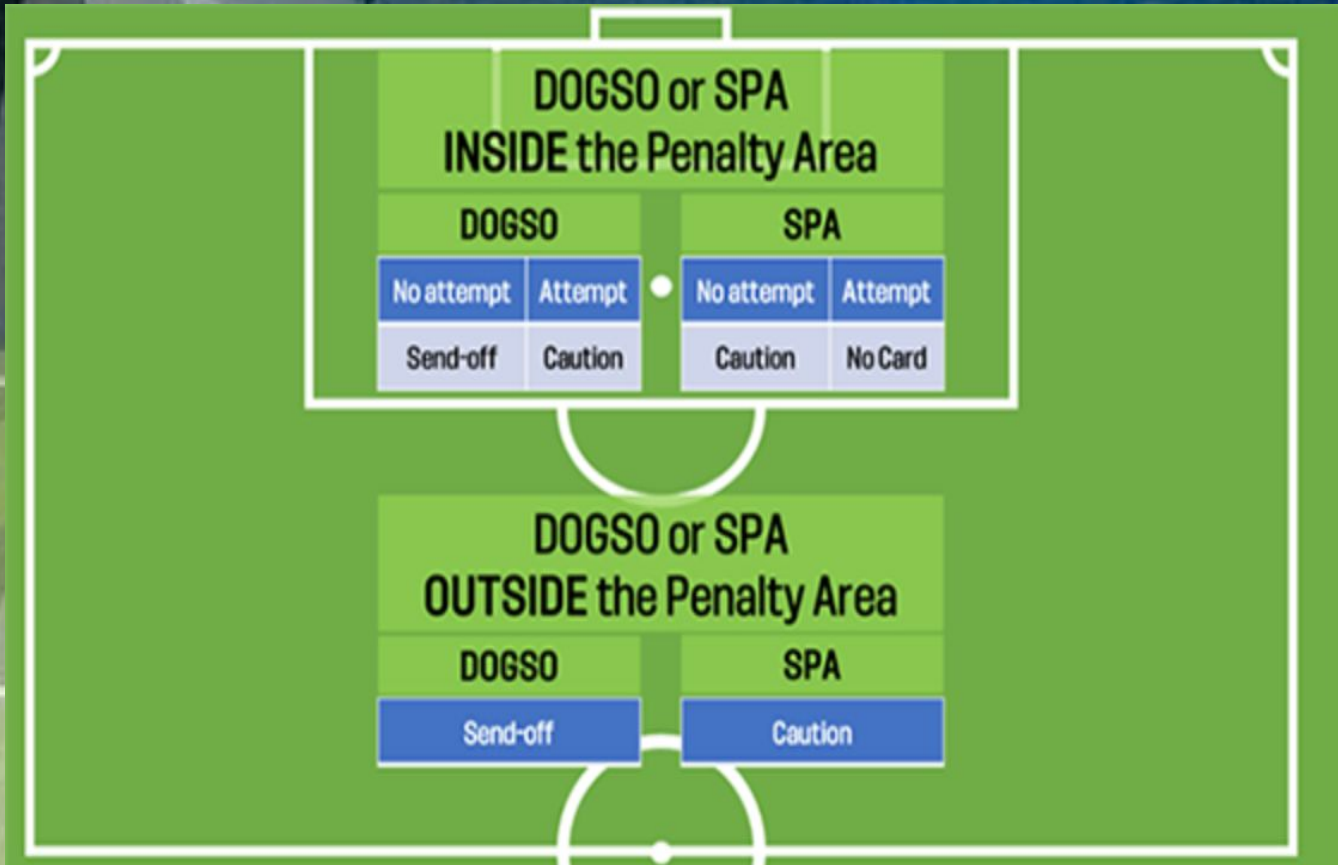 DOGSO or SPA
INSIDE the Penalty Area
DOGSO SPA
No attempt Attempt No attempt Attempt
Send-off Caution Caution No Card
DOGSO or SPA
OUTSIDE the Penalty Area
DOGSO SPA
Send-off Caution